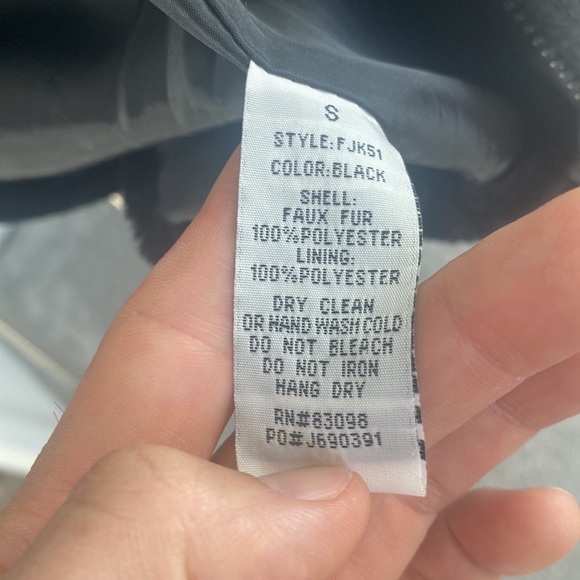 S
STYLE:FJK51
COLOR:BLACK
SHELL:
FAUX FUR
100%POLYESTER
LINING:
100%POLYESTER
DRY CLEAN
OR HAND WASH COLD
DO NOT BLEACH
DO NOT IRON
HANG DRY
RN#83098
PO#J690391